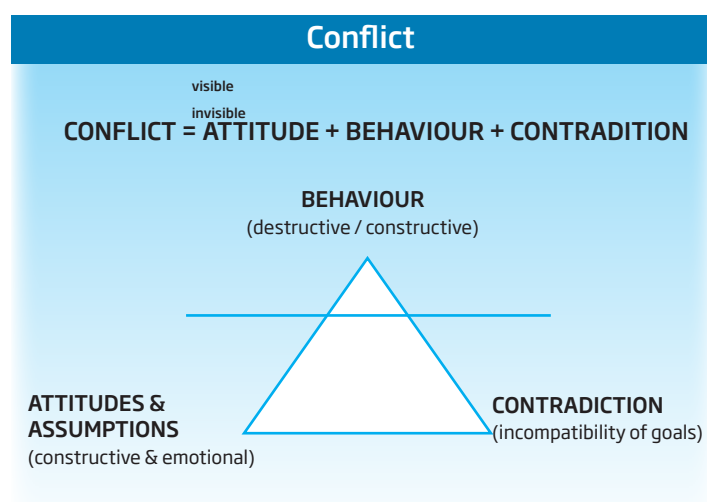 Conflict
visible
invisible
CONFLICT = ATTITUDE + BEHAVIOUR + CONTRADITION
BEHAVIOUR
(destructive / constructive)
ATTITUDES &
ASSUMPTIONS
(constructive & emotional)
CONTRADICTION
(incompatibility of goals)